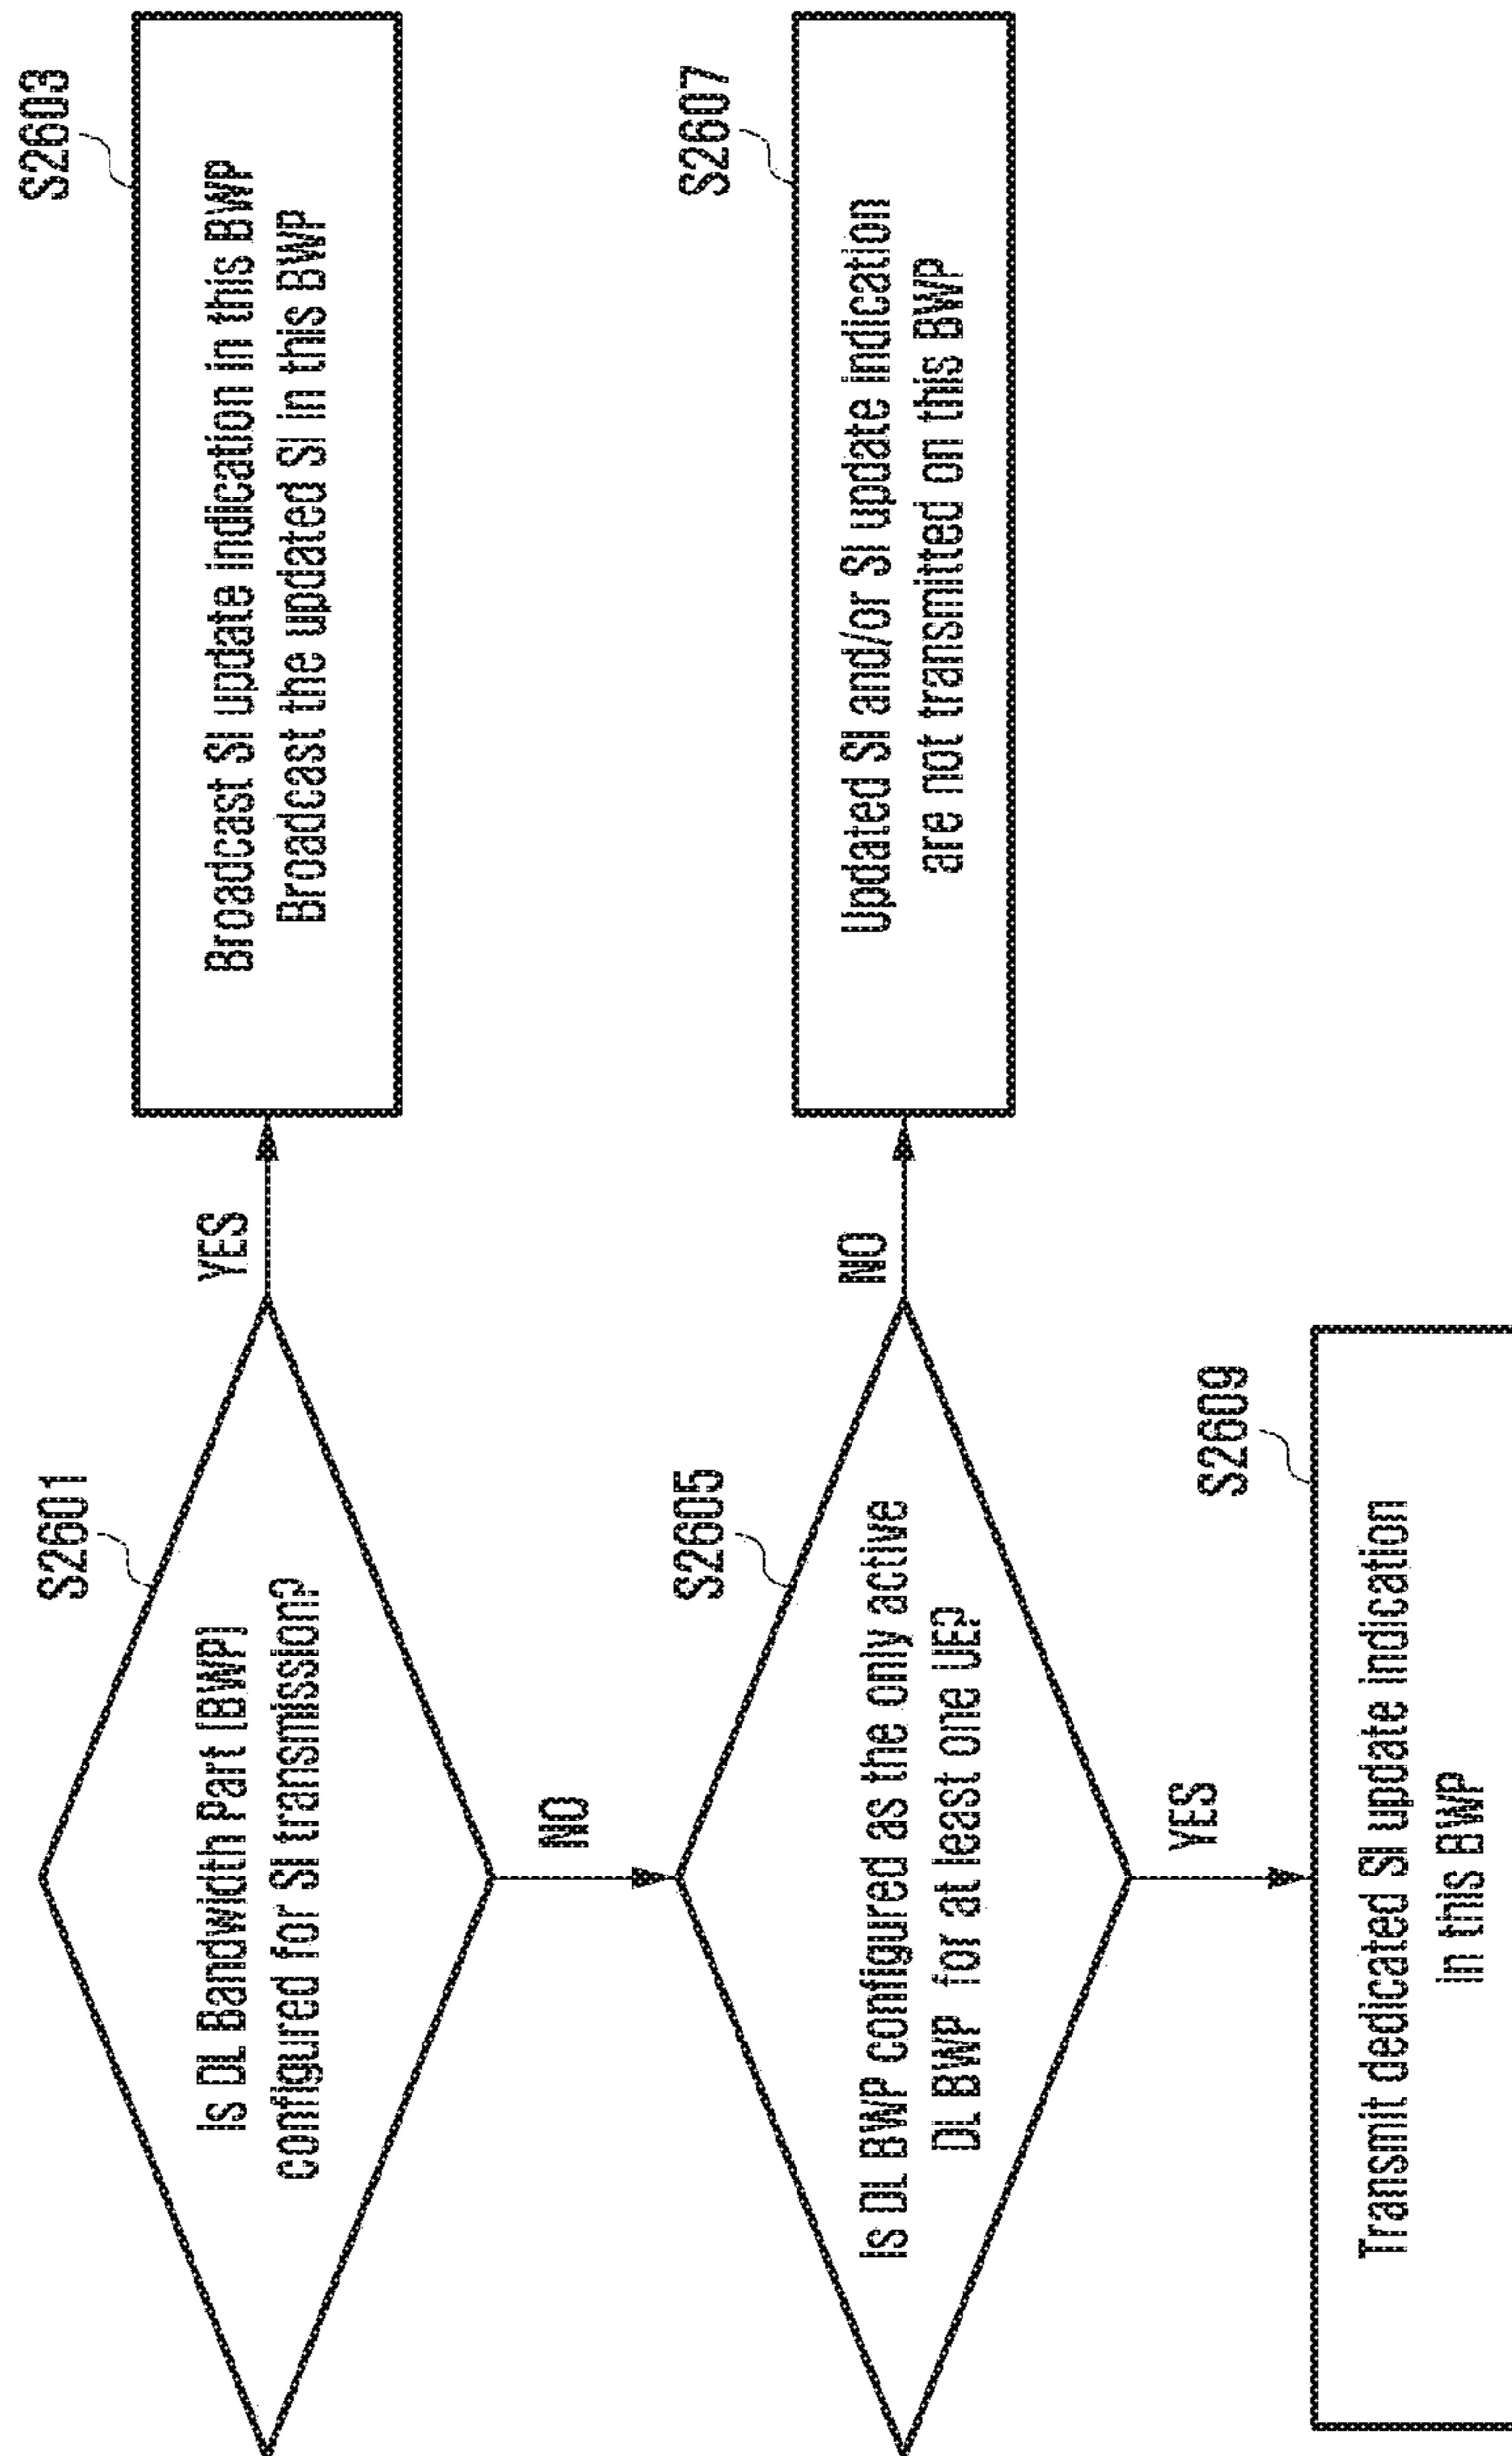 S2601
Is DL Bandwidth Part (BWP)
configured for SI transmission?
YES
S2603
Broadcast SI update indication in this BWP
Broadcast the updated SI in this BWP
NO
S2605
Is DL BWP configured as the only active
DL BWP for at least one UE?
NO
S2607
Updated SI and/or SI update indication
are not transmitted on this BWP
YES
S2609
Transmit dedicated SI update indication
in this BWP